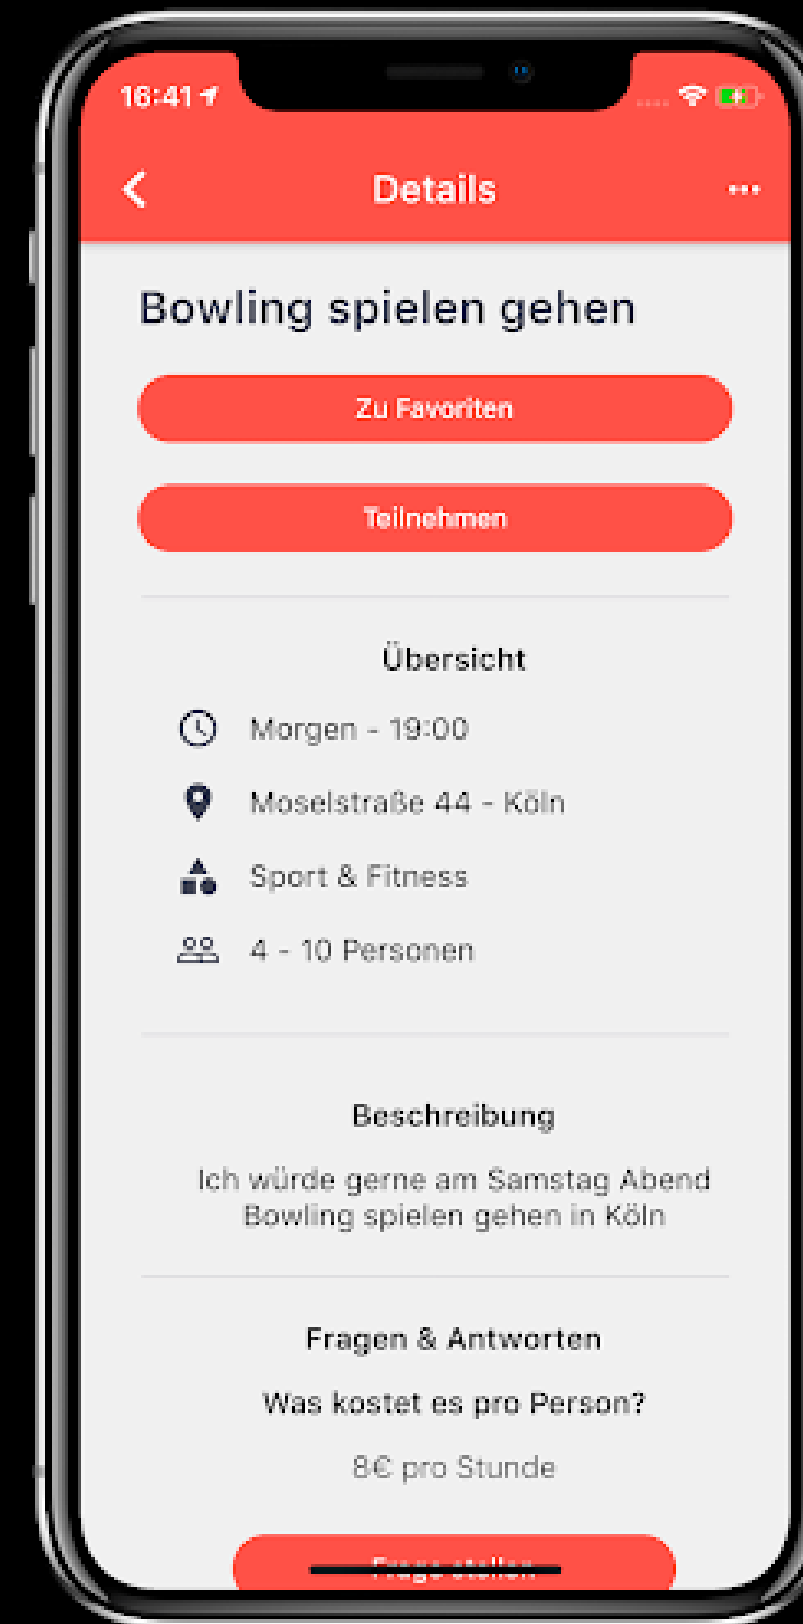 16:41
Details
Bowling spielen gehen
Zu Favoriten
Teilnehmen
Übersicht
Morgen - 19:00
Moselstraße 44 - Köln
Sport & Fitness
4 - 10 Personen
Beschreibung
Ich würde gerne am Samstag Abend
Bowling spielen gehen in Köln
Fragen & Antworten
Was kostet es pro Person?
8€ pro Stunde
Frage stellen